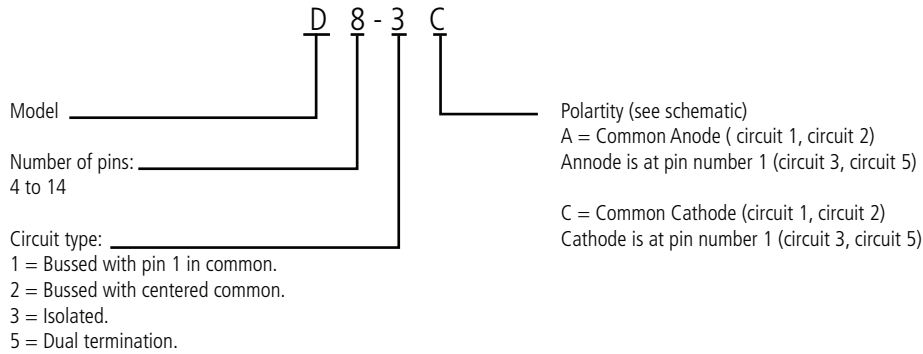 D 8 - 3 C
Model
Number of pins:
4 to 14
Circuit type:
1 = Bussed with pin 1 in common.
2 = Bussed with centered common.
3 = Isolated.
5 = Dual termination.
Polartity (see schematic)
A = Common Anode ( circuit 1, circuit 2)
Annode is at pin number 1 (circuit 3, circuit 5)
C = Common Cathode (circuit 1, circuit 2)
Cathode is at pin number 1 (circuit 3, circuit 5)